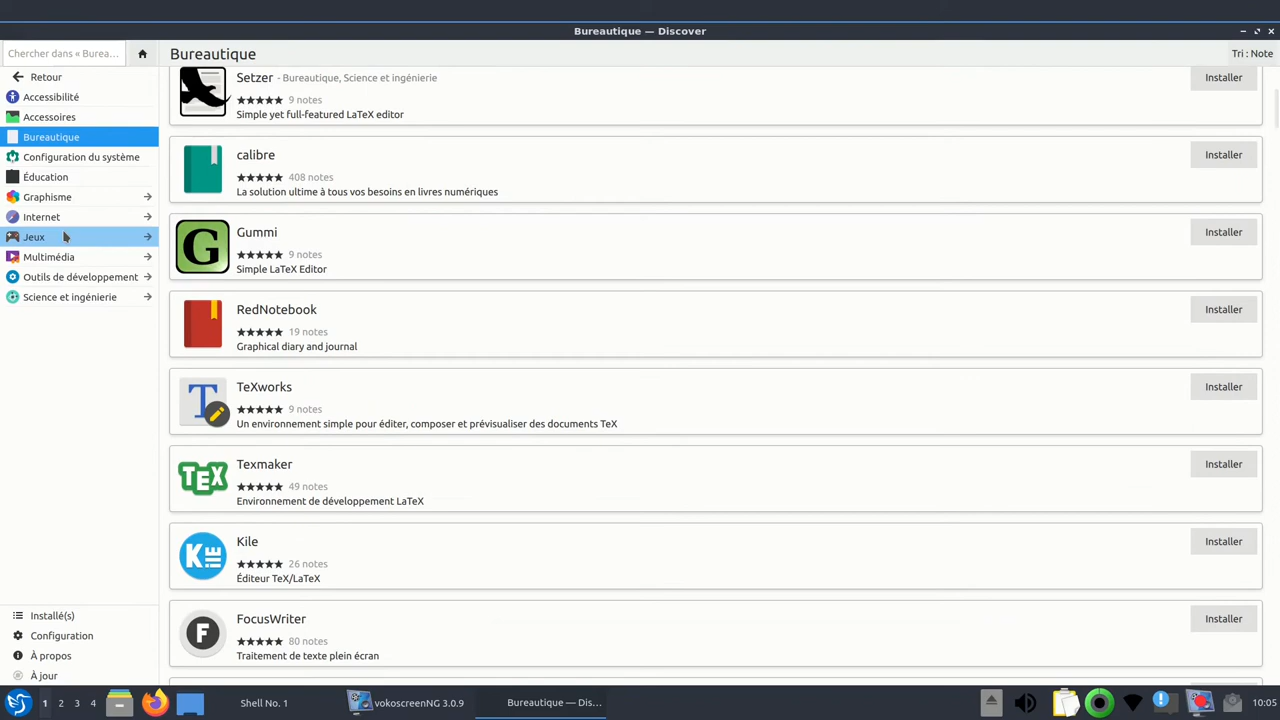 Bureautique — Discover
Chercher dans « Burea...
Bureautique
Tri : Note
Retour
Accessibilité
Accessoires
Bureautique
Configuration du système
Éducation
Graphisme
Internet
Jeux
Multimédia
Outils de développement
Science et ingénierie
Setzer - Bureautique, Science et ingénierie
Installer
9 notes
Simple yet full-featured LaTeX editor
calibre
Installer
408 notes
La solution ultime à tous vos besoins en livres numériques
G
Gummi
Installer
9 notes
Simple LaTeX Editor
RedNotebook
Installer
19 notes
Graphical diary and journal
T
TeXworks
Installer
9 notes
Un environnement simple pour éditer, composer et prévisualiser des documents TeX
TEX
Texmaker
Installer
49 notes
Environnement de développement LaTeX
Kile
Installer
26 notes
Éditeur TeX/LaTeX
F
FocusWriter
Installer
80 notes
Traitement de texte plein écran
Installé(s)
Configuration
À propos
À jour
1 2 3 4
Shell No. 1
vokoscreenNG 3.0.9
Bureautique — Dis...
10:05